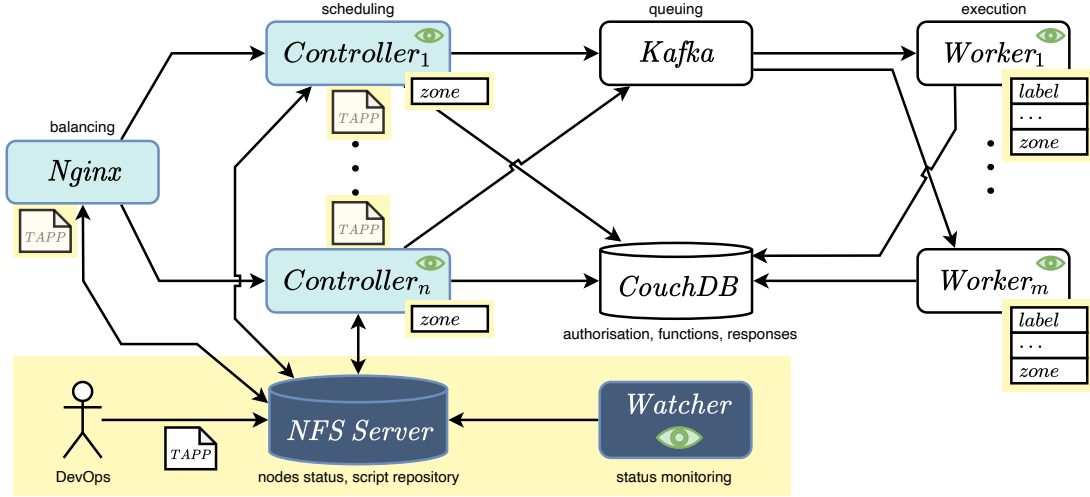 scheduling
queuing
execution
Controller₁
Kafka
Worker₁
zone
label
...
zone
TAPP
balancing
Nginx
TAPP
TAPP
Controllerₙ
zone
CouchDB
authorisation, functions, responses
Workerₘ
label
...
zone
DevOps
TAPP
NFS Server
nodes status, script repository
Watcher
status monitoring